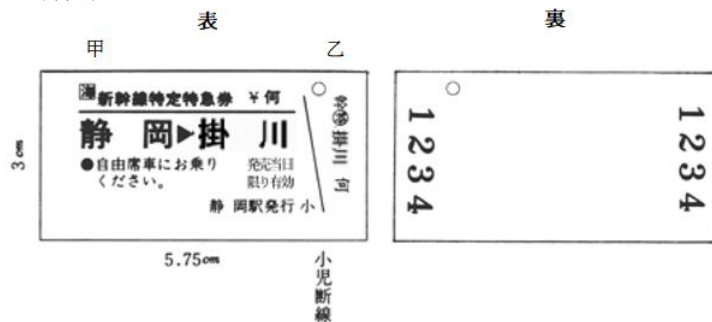 表
裏
甲
乙
海 新幹線特定特急券 ¥何
静 岡▶掛 川
●自由席車にお乗り
ください。
発売当日
限り有効
静 岡駅発行 小
掛川 何
3cm
5.75cm
小児断線
1234
1234